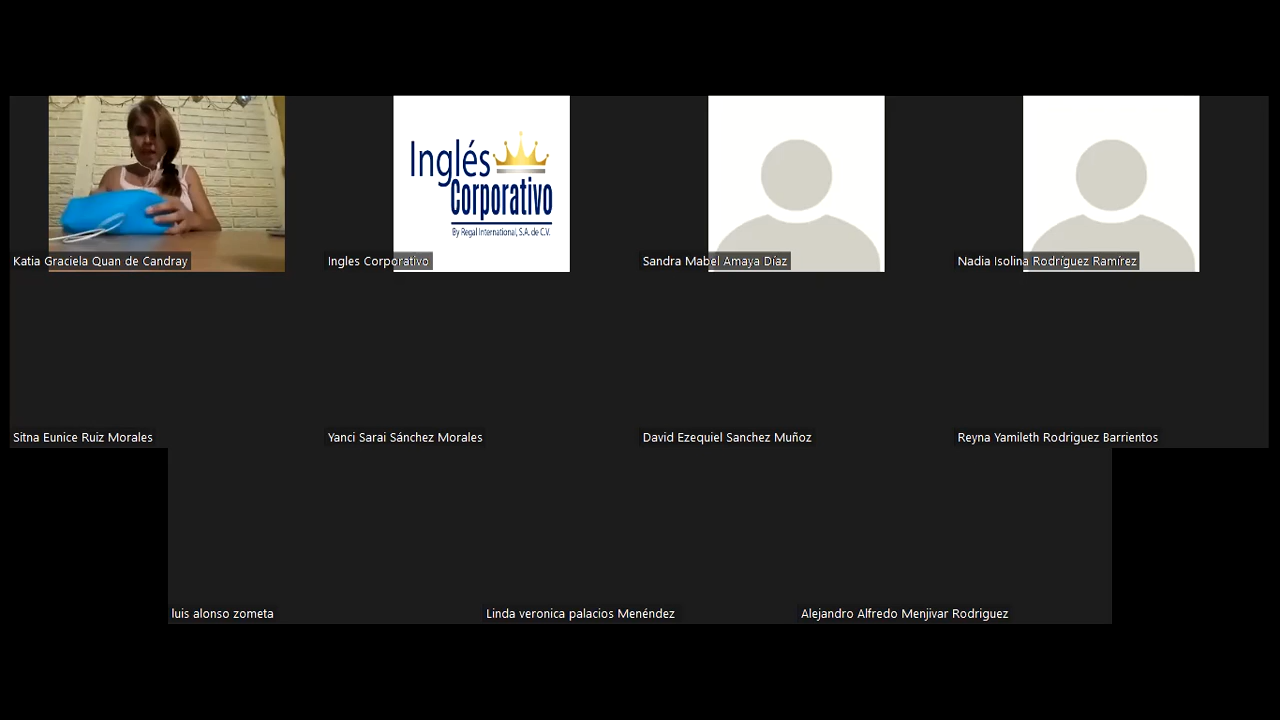 Inglés
Corporativo
By Regal International, S.A. de C.V.
Katia Graciela Quan de Candray
Ingles Corporativo
Sandra Mabel Amaya Díaz
Nadia Isolina Rodríguez Ramírez
Sitna Eunice Ruiz Morales
Yanci Sarai Sánchez Morales
David Ezequiel Sanchez Muñoz
Reyna Yamileth Rodriguez Barrientos
luis alonso zometa
Linda veronica palacios Menéndez
Alejandro Alfredo Menjivar Rodriguez